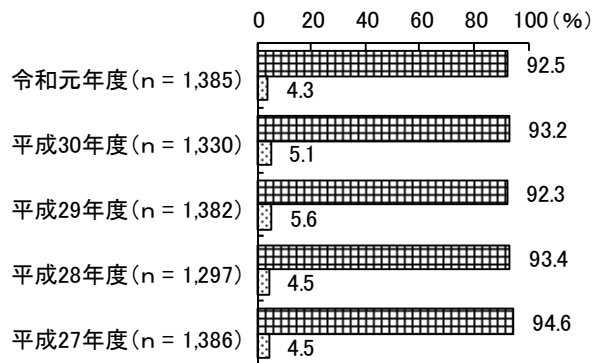 0 20 40 60 80 100(%)
92.5
令和元年度(n = 1,385)
4.3
93.2
平成30年度(n = 1,330)
5.1
92.3
平成29年度(n = 1,382)
5.6
93.4
平成28年度(n = 1,297)
4.5
94.6
平成27年度(n = 1,386)
4.5